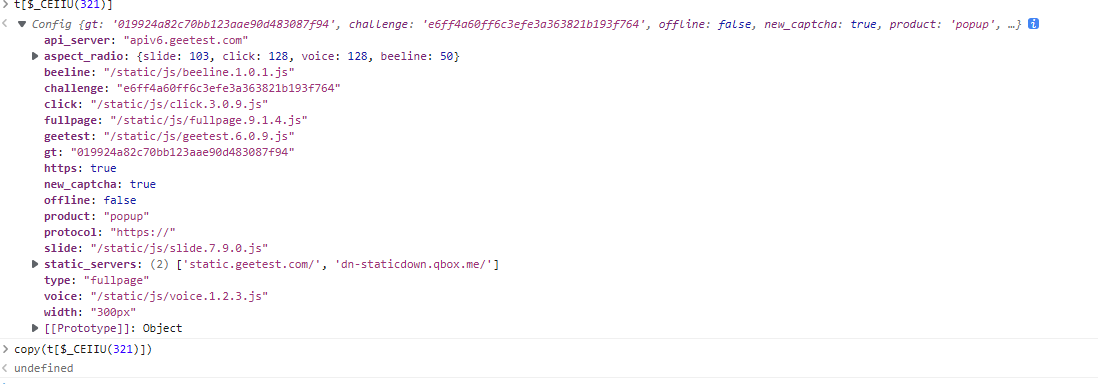 t[$_CEIIU(321)]
Config {gt: '019924a82c70bb123aae90d483087f94', challenge: 'e6ff4a60ff6c3efe3a363821b193f764', offline: false, new_captcha: true, product: 'popup', …}
api_server: "apiv6.geetest.com"
aspect_radio: {slide: 103, click: 128, voice: 128, beeline: 50}
beeline: "/static/js/beeline.1.0.1.js"
challenge: "e6ff4a60ff6c3efe3a363821b193f764"
click: "/static/js/click.3.0.9.js"
fullpage: "/static/js/fullpage.9.1.4.js"
geetest: "/static/js/geetest.6.0.9.js"
gt: "019924a82c70bb123aae90d483087f94"
https: true
new_captcha: true
offline: false
product: "popup"
protocol: "https://"
slide: "/static/js/slide.7.9.0.js"
static_servers: (2) ['static.geetest.com/', 'dn-staticdown.qbox.me/']
type: "fullpage"
voice: "/static/js/voice.1.2.3.js"
width: "300px"
[[Prototype]]: Object
copy(t[$_CEIIU(321)])
undefined